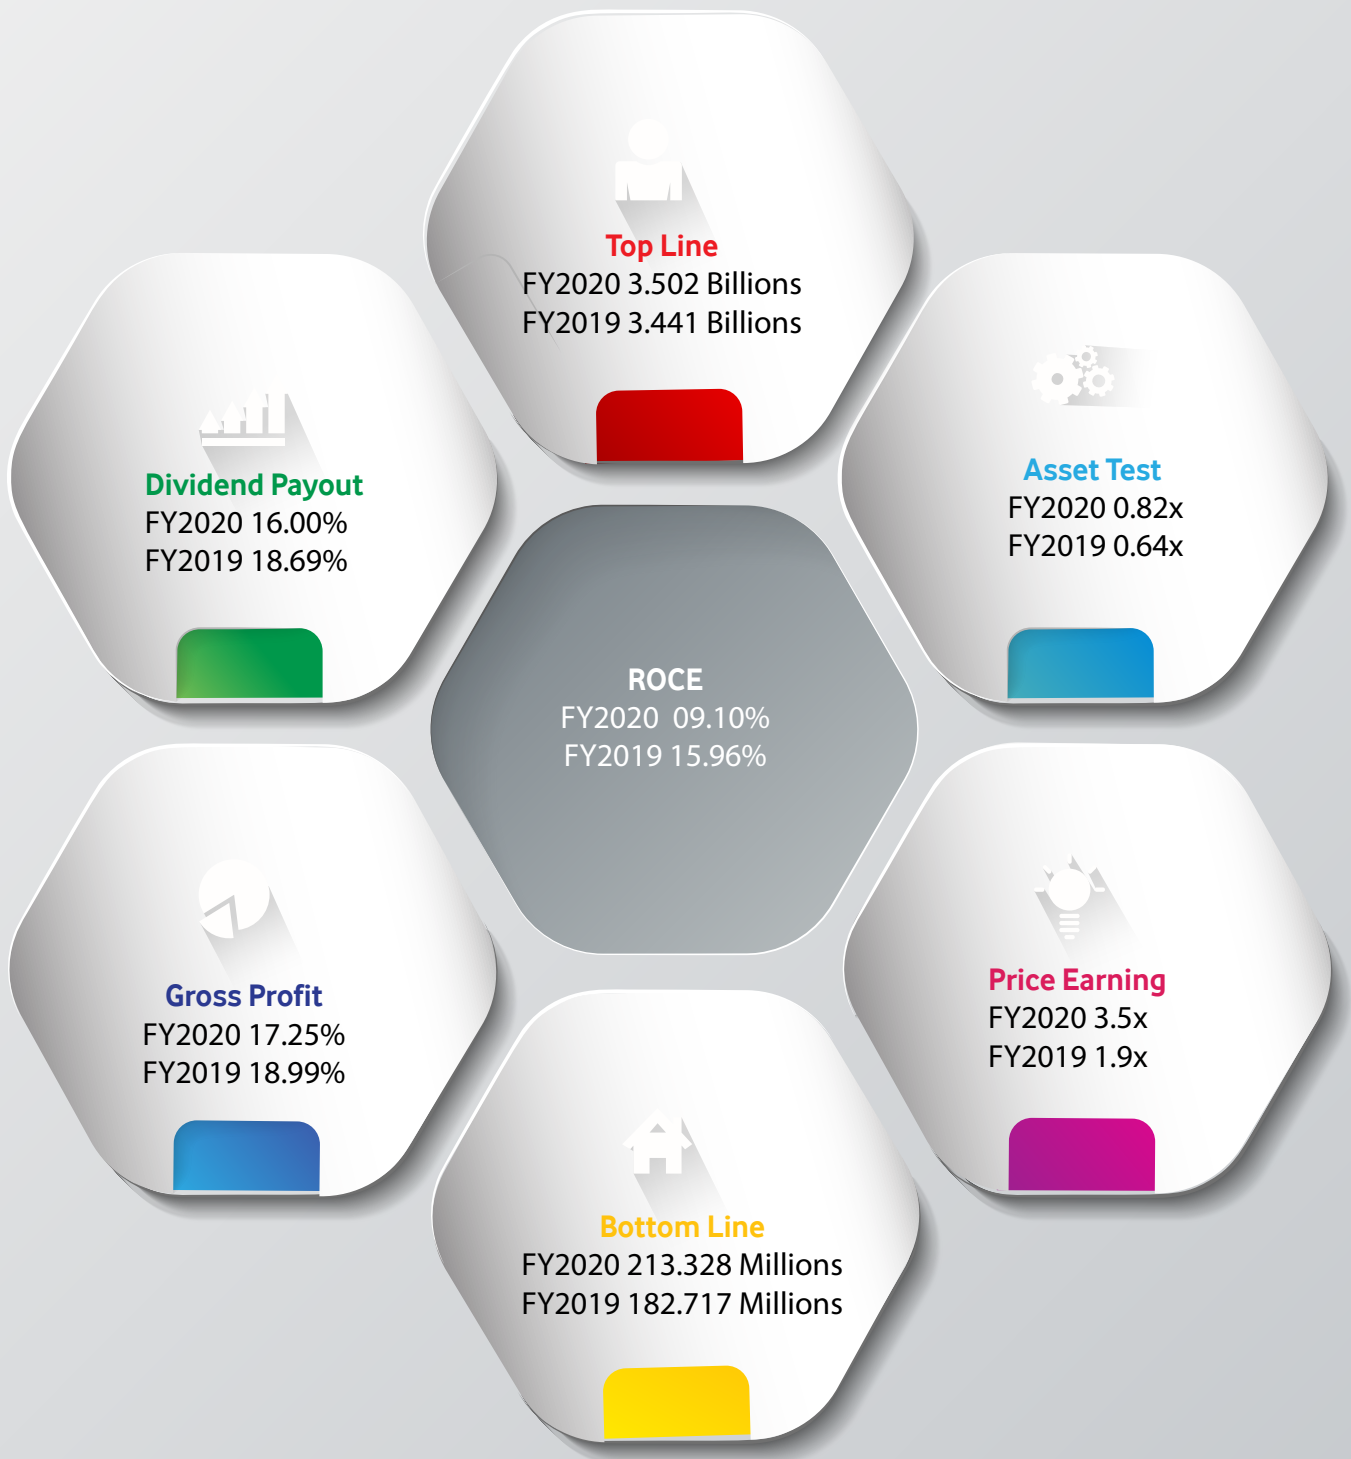 Top Line
FY2020 3.502 Billions
FY2019 3.441 Billions
Dividend Payout
FY2020 16.00%
FY2019 18.69%
Asset Test
FY2020 0.82x
FY2019 0.64x
ROCE
FY2020  09.10%
FY2019 15.96%
Gross Profit
FY2020 17.25%
FY2019 18.99%
Price Earning
FY2020 3.5x
FY2019 1.9x
Bottom Line
FY2020 213.328 Millions
FY2019 182.717 Millions